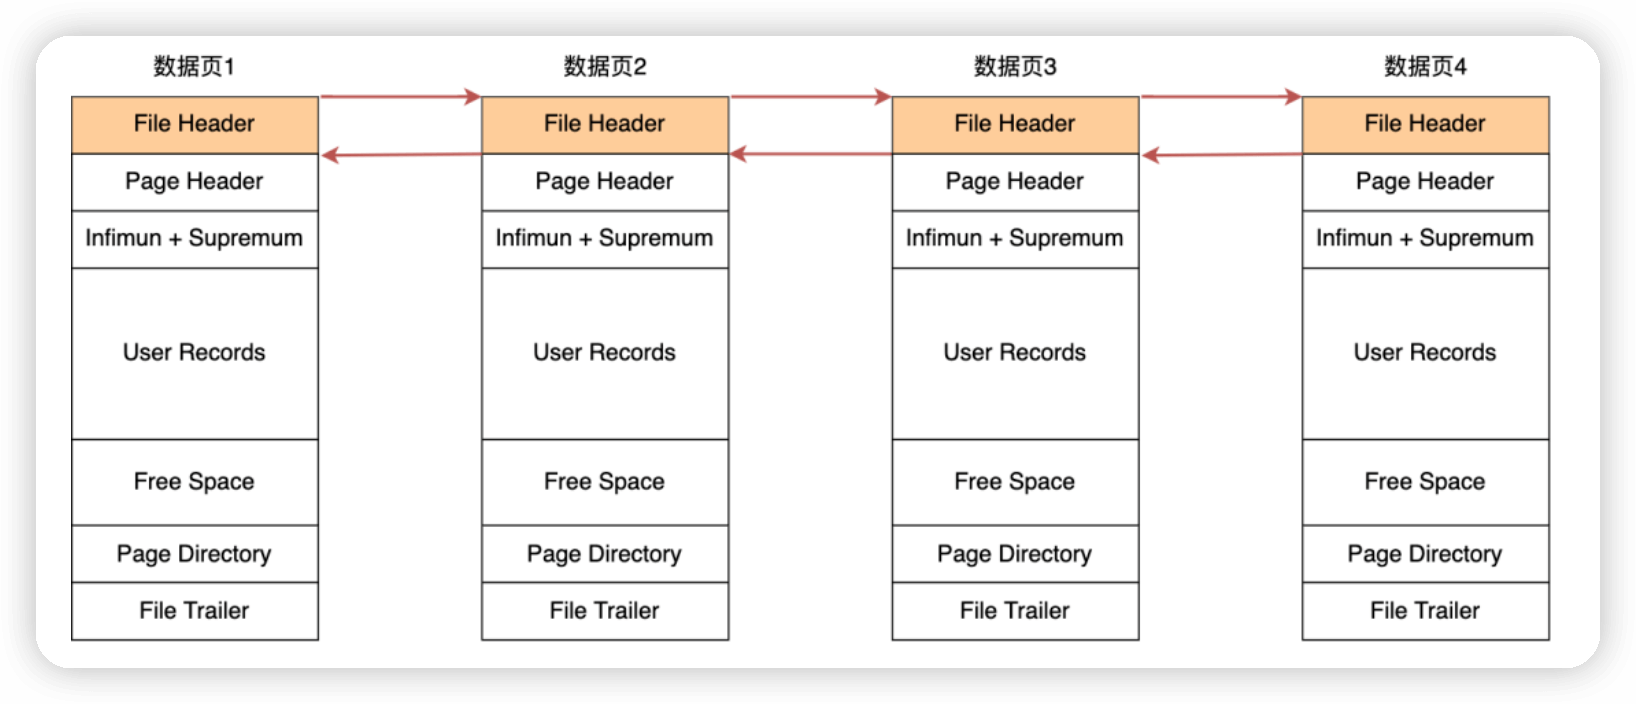 数据页1 数据页2 数据页3 数据页4
File Header File Header File Header File Header
Page Header Page Header Page Header Page Header
Infimun + Supremum Infimun + Supremum Infimun + Supremum Infimun + Supremum
User Records User Records User Records User Records
Free Space Free Space Free Space Free Space
Page Directory Page Directory Page Directory Page Directory
File Trailer File Trailer File Trailer File Trailer